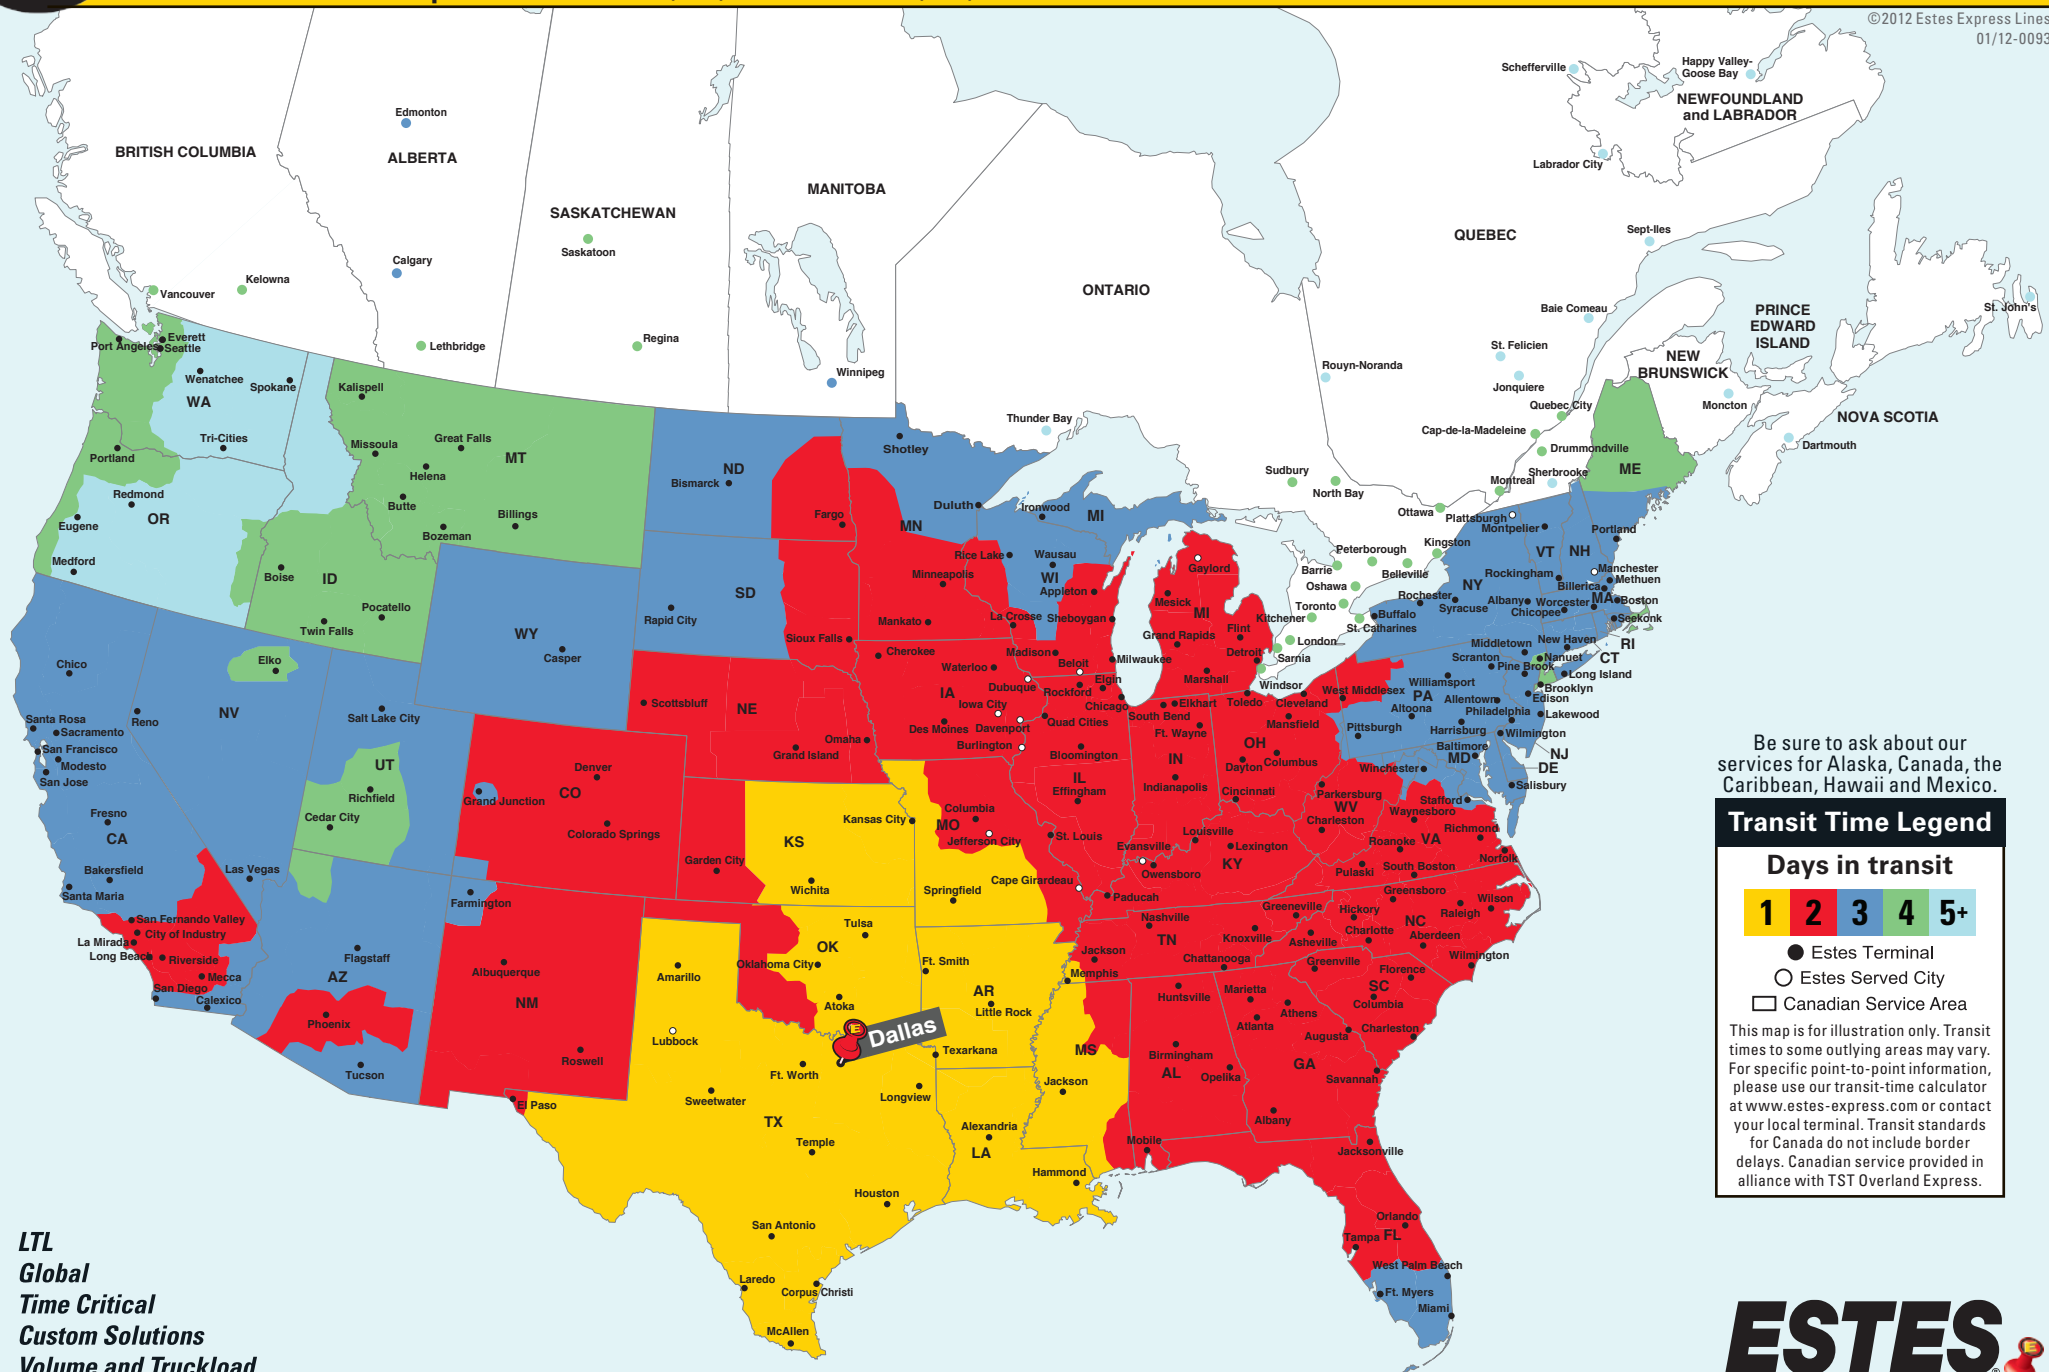 ©2012 Estes Express Lines
01/12-0093
Schefferville
Happy Valley-
Goose Bay
NEWFOUNDLAND
and LABRADOR
Labrador City
Edmonton
BRITISH COLUMBIA
ALBERTA
MANITOBA
SASKATCHEWAN
Saskatoon
QUEBEC
Sept-Iles
Calgary
Kelowna
Vancouver
ONTARIO
Baie Comeau
PRINCE
EDWARD
ISLAND
St. John's
Regina
Lethbridge
Winnipeg
Rouyn-Noranda
St. Felicien
Jonquiere
NEW
BRUNSWICK
Moncton
NOVA SCOTIA
Dartmouth
Thunder Bay
Quebec City
Cap-de-la-Madeleine
Drummondville
Sherbrooke
Montreal
Sudbury
North Bay
Ottawa
Kingston
Peterborough
Belleville
Barrie
Oshawa
Toronto
Kitchener
St. Catharines
London
Sarnia
Windsor
Port Angeles
Everett
Seattle
Wenatchee
Spokane
WA
Tri-Cities
Portland
Redmond
OR
Eugene
Medford
Kalispell
Missoula
Great Falls
MT
Helena
Butte
Billings
Bozeman
Boise
ID
Pocatello
Twin Falls
WY
Casper
ND
Bismarck
Fargo
SD
Rapid City
Sioux Falls
Shotley
Duluth
MN
Minneapolis
Mankato
Ironwood
MI
Rice Lake
Wausau
WI
Appleton
La Crosse
Sheboygan
Madison
Beloit
Milwaukee
Gaylord
Mesick
MI
Grand Rapids
Flint
Detroit
Marshall
ME
Plattsburgh
Montpelier
VT
NH
Portland
Manchester
Methuen
Rockingham
Billerica
NY
Rochester
Syracuse
Albany
Worcester
MA
Boston
Chicopee
Seekonk
Buffalo
Middletown
New Haven
RI
CT
Scranton
Nanuet
Pine Brook
Long Island
Brooklyn
Edison
Williamsport
PA
Allentown
Altoona
Philadelphia
Lakewood
Pittsburgh
Harrisburg
Wilmington
Baltimore
MD
NJ
DE
Winchester
Salisbury
Stafford
Chico
Santa Rosa
Sacramento
San Francisco
Modesto
San Jose
Reno
NV
Elko
Fresno
CA
Bakersfield
Santa Maria
Las Vegas
San Fernando Valley
City of Industry
La Mirada
Long Beach
Riverside
Mecca
San Diego
Calexico
Salt Lake City
UT
Richfield
Cedar City
Flagstaff
AZ
Phoenix
Tucson
Denver
CO
Grand Junction
Colorado Springs
Farmington
Albuquerque
NM
Roswell
El Paso
Scottsbluff
NE
Grand Island
Omaha
KS
Kansas City
Garden City
Wichita
Cherokee
Waterloo
IA
Dubuque
Iowa City
Des Moines
Davenport
Burlington
Quad Cities
Rockford
Elgin
Chicago
Bloomington
IL
Effingham
Columbia
MO
Jefferson City
St. Louis
Springfield
Cape Girardeau
South Bend
Elkhart
Ft. Wayne
IN
Indianapolis
Evansville
Toledo
Cleveland
West Middlesex
Mansfield
OH
Dayton
Columbus
Cincinnati
Louisville
Lexington
KY
Owensboro
Paducah
Parkersburg
WV
Charleston
Waynesboro
VA
Richmond
Roanoke
Norfolk
Pulaski
South Boston
Greensboro
Wilson
Raleigh
Hickory
NC
Charlotte
Aberdeen
Asheville
Wilmington
Greenville
Florence
SC
Columbia
Charleston
Nashville
Greeneville
TN
Knoxville
Jackson
Chattanooga
Memphis
Huntsville
Birmingham
AL
Opelika
Mobile
Marietta
Athens
Atlanta
Augusta
GA
Savannah
Albany
Jacksonville
Orlando
Tampa
FL
West Palm Beach
Ft. Myers
Miami
Tulsa
OK
Oklahoma City
Atoka
Ft. Smith
AR
Little Rock
Texarkana
MS
Jackson
Alexandria
LA
Hammond
Amarillo
Lubbock
E
Dallas
Ft. Worth
Sweetwater
Longview
TX
Temple
Houston
San Antonio
Laredo
Corpus Christi
McAllen
Be sure to ask about our
services for Alaska, Canada, the
Caribbean, Hawaii and Mexico.
Transit Time Legend
Days in transit
1 2 3 4 5+
Estes Terminal
Estes Served City
Canadian Service Area
This map is for illustration only. Transit
times to some outlying areas may vary.
For specific point-to-point information,
please use our transit-time calculator
at www.estes-express.com or contact
your local terminal. Transit standards
for Canada do not include border
delays. Canadian service provided in
alliance with TST Overland Express.
LTL
Global
Time Critical
Custom Solutions
Volume and Truckload
ESTES
E